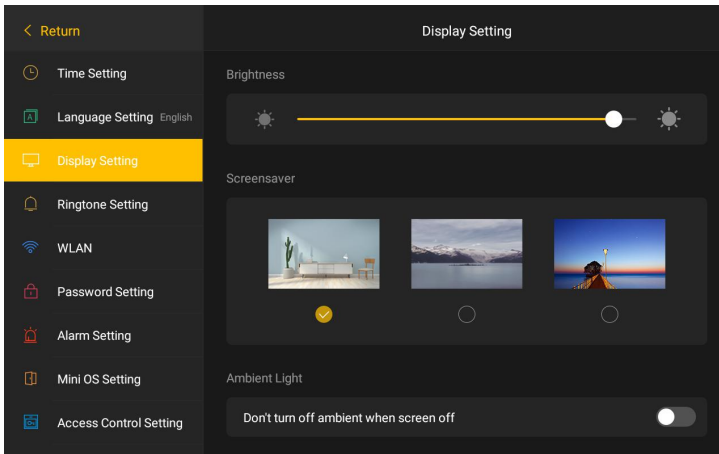 Return
Display Setting
Time Setting
Language Setting English
Display Setting
Ringtone Setting
WLAN
Password Setting
Alarm Setting
Mini OS Setting
Access Control Setting
Brightness
Screensaver
Ambient Light
Don't turn off ambient when screen off